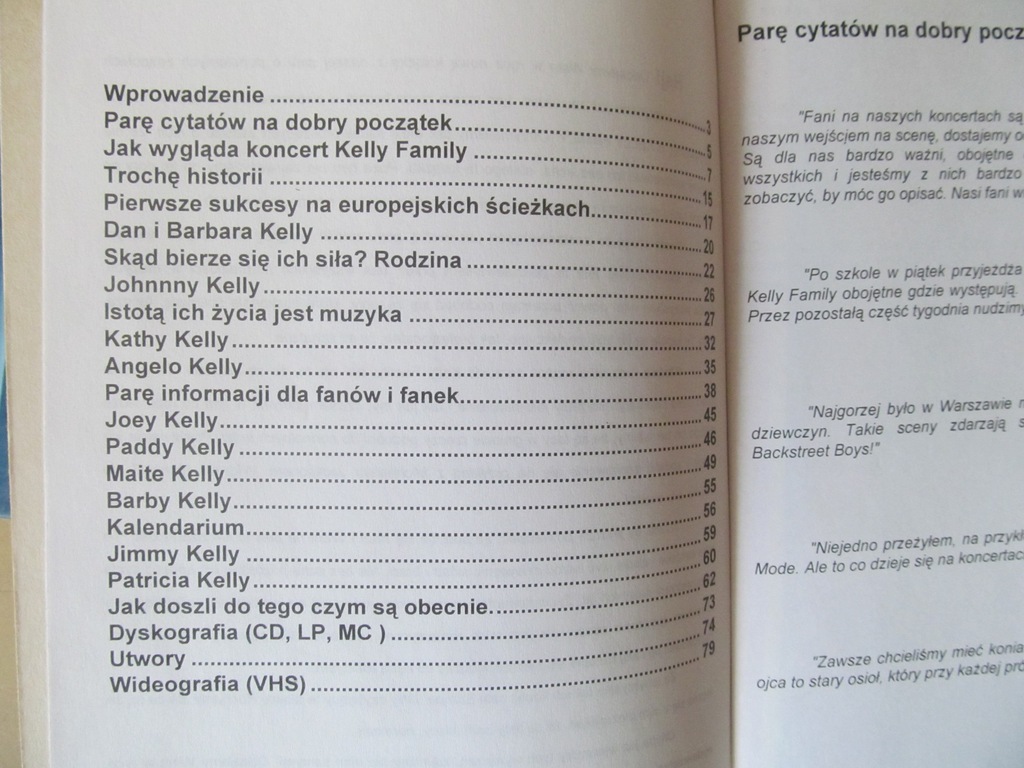 Wprowadzenie ........ 3
Parę cytatów na dobry początek........ 5
Jak wygląda koncert Kelly Family ........ 7
Trochę historii ........ 15
Pierwsze sukcesy na europejskich ścieżkach........ 17
Dan i Barbara Kelly ........ 20
Skąd bierze się ich siła? Rodzina ........ 22
Johnnny Kelly........ 26
Istotą ich życia jest muzyka ........ 27
Kathy Kelly........ 32
Angelo Kelly........ 35
Parę informacji dla fanów i fanek........ 38
Joey Kelly........ 45
Paddy Kelly ........ 46
Maite Kelly........ 49
Barby Kelly........ 55
Kalendarium........ 56
Jimmy Kelly ........ 59
Patricia Kelly........ 60
Jak doszli do tego czym są obecnie........ 62
Dyskografia (CD, LP, MC ) ........ 73
Utwory ........ 74
Wideografia (VHS)........ 79
Parę cytatów na dobry pocz
"Fani na naszych koncertach są
naszym wejściem na scenę, dostajemy
Są dla nas bardzo ważni, obojętne
wszystkich i jesteśmy z nich bardzo
zobaczyć, by móc go opisać. Nasi fani
"Po szkole w piątek przyjeżdża
Kelly Family obojętne gdzie występują.
Przez pozostałą część tygodnia nudzimy
"Najgorzej było w Warszawie
dziewczyn. Takie sceny zdarzają
Backstreet Boys!"
"Niejedno przeżyłem, na przykł
Mode. Ale to co dzieje się na koncertac
"Zawsze chcieliśmy mieć konia
ojca to stary osioł, który przy każdej pró